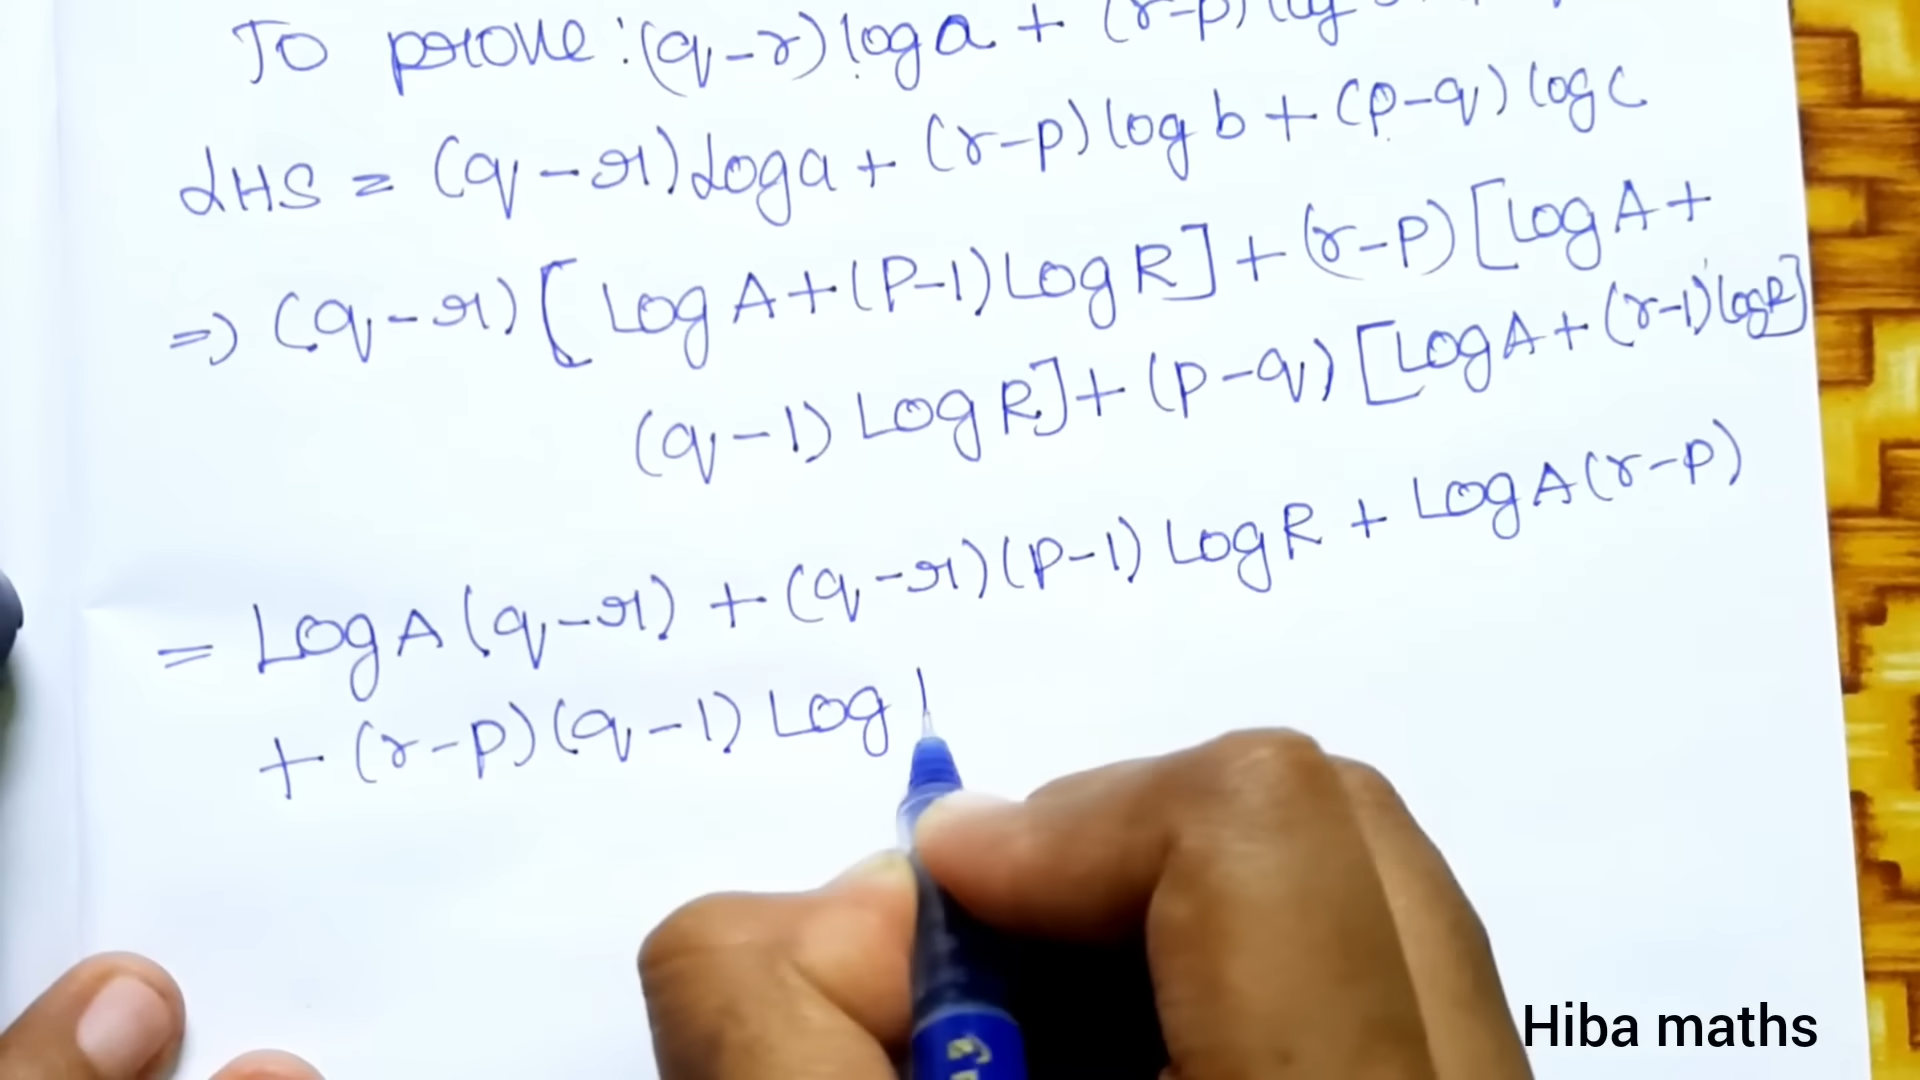 To prove: (q-r) log a + (r-p) log
LHS = (q-r) log a + (r-p) log b + (p-q) log c
⇒ (q-r) [Log A + (P-1) Log R] + (r-P) [Log A +
(q-1) Log R] + (p-q) [Log A + (r-1) log R]
= Log A (q-r) + (q-r) (p-1) Log R + Log A (r-p)
+ (r-p) (q-1) Log
Hiba maths